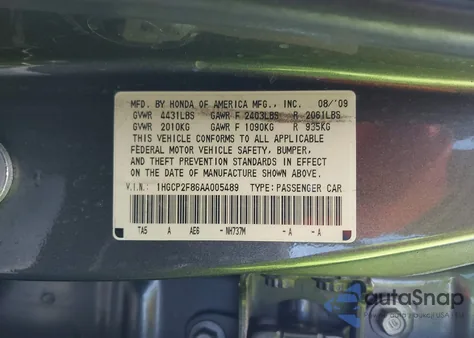 MFD. BY HONDA OF AMERICA MFG., INC. 08/'09
GVWR 4431LBS GAWR F 2403LBS R 2061LBS
GVWR 2010KG GAWR F 1090KG R 935KG
THIS VEHICLE CONFORMS TO ALL APPLICABLE
FEDERAL MOTOR VEHICLE SAFETY, BUMPER,
AND THEFT PREVENTION STANDARDS IN EFFECT
ON THE DATE OF MANUFACTURE SHOWN ABOVE.
V.I.N.: 1HGCP2F86AA005489 TYPE:PASSENGER CAR
TA5 A AE6 - NH737M - A - A
autaSnap